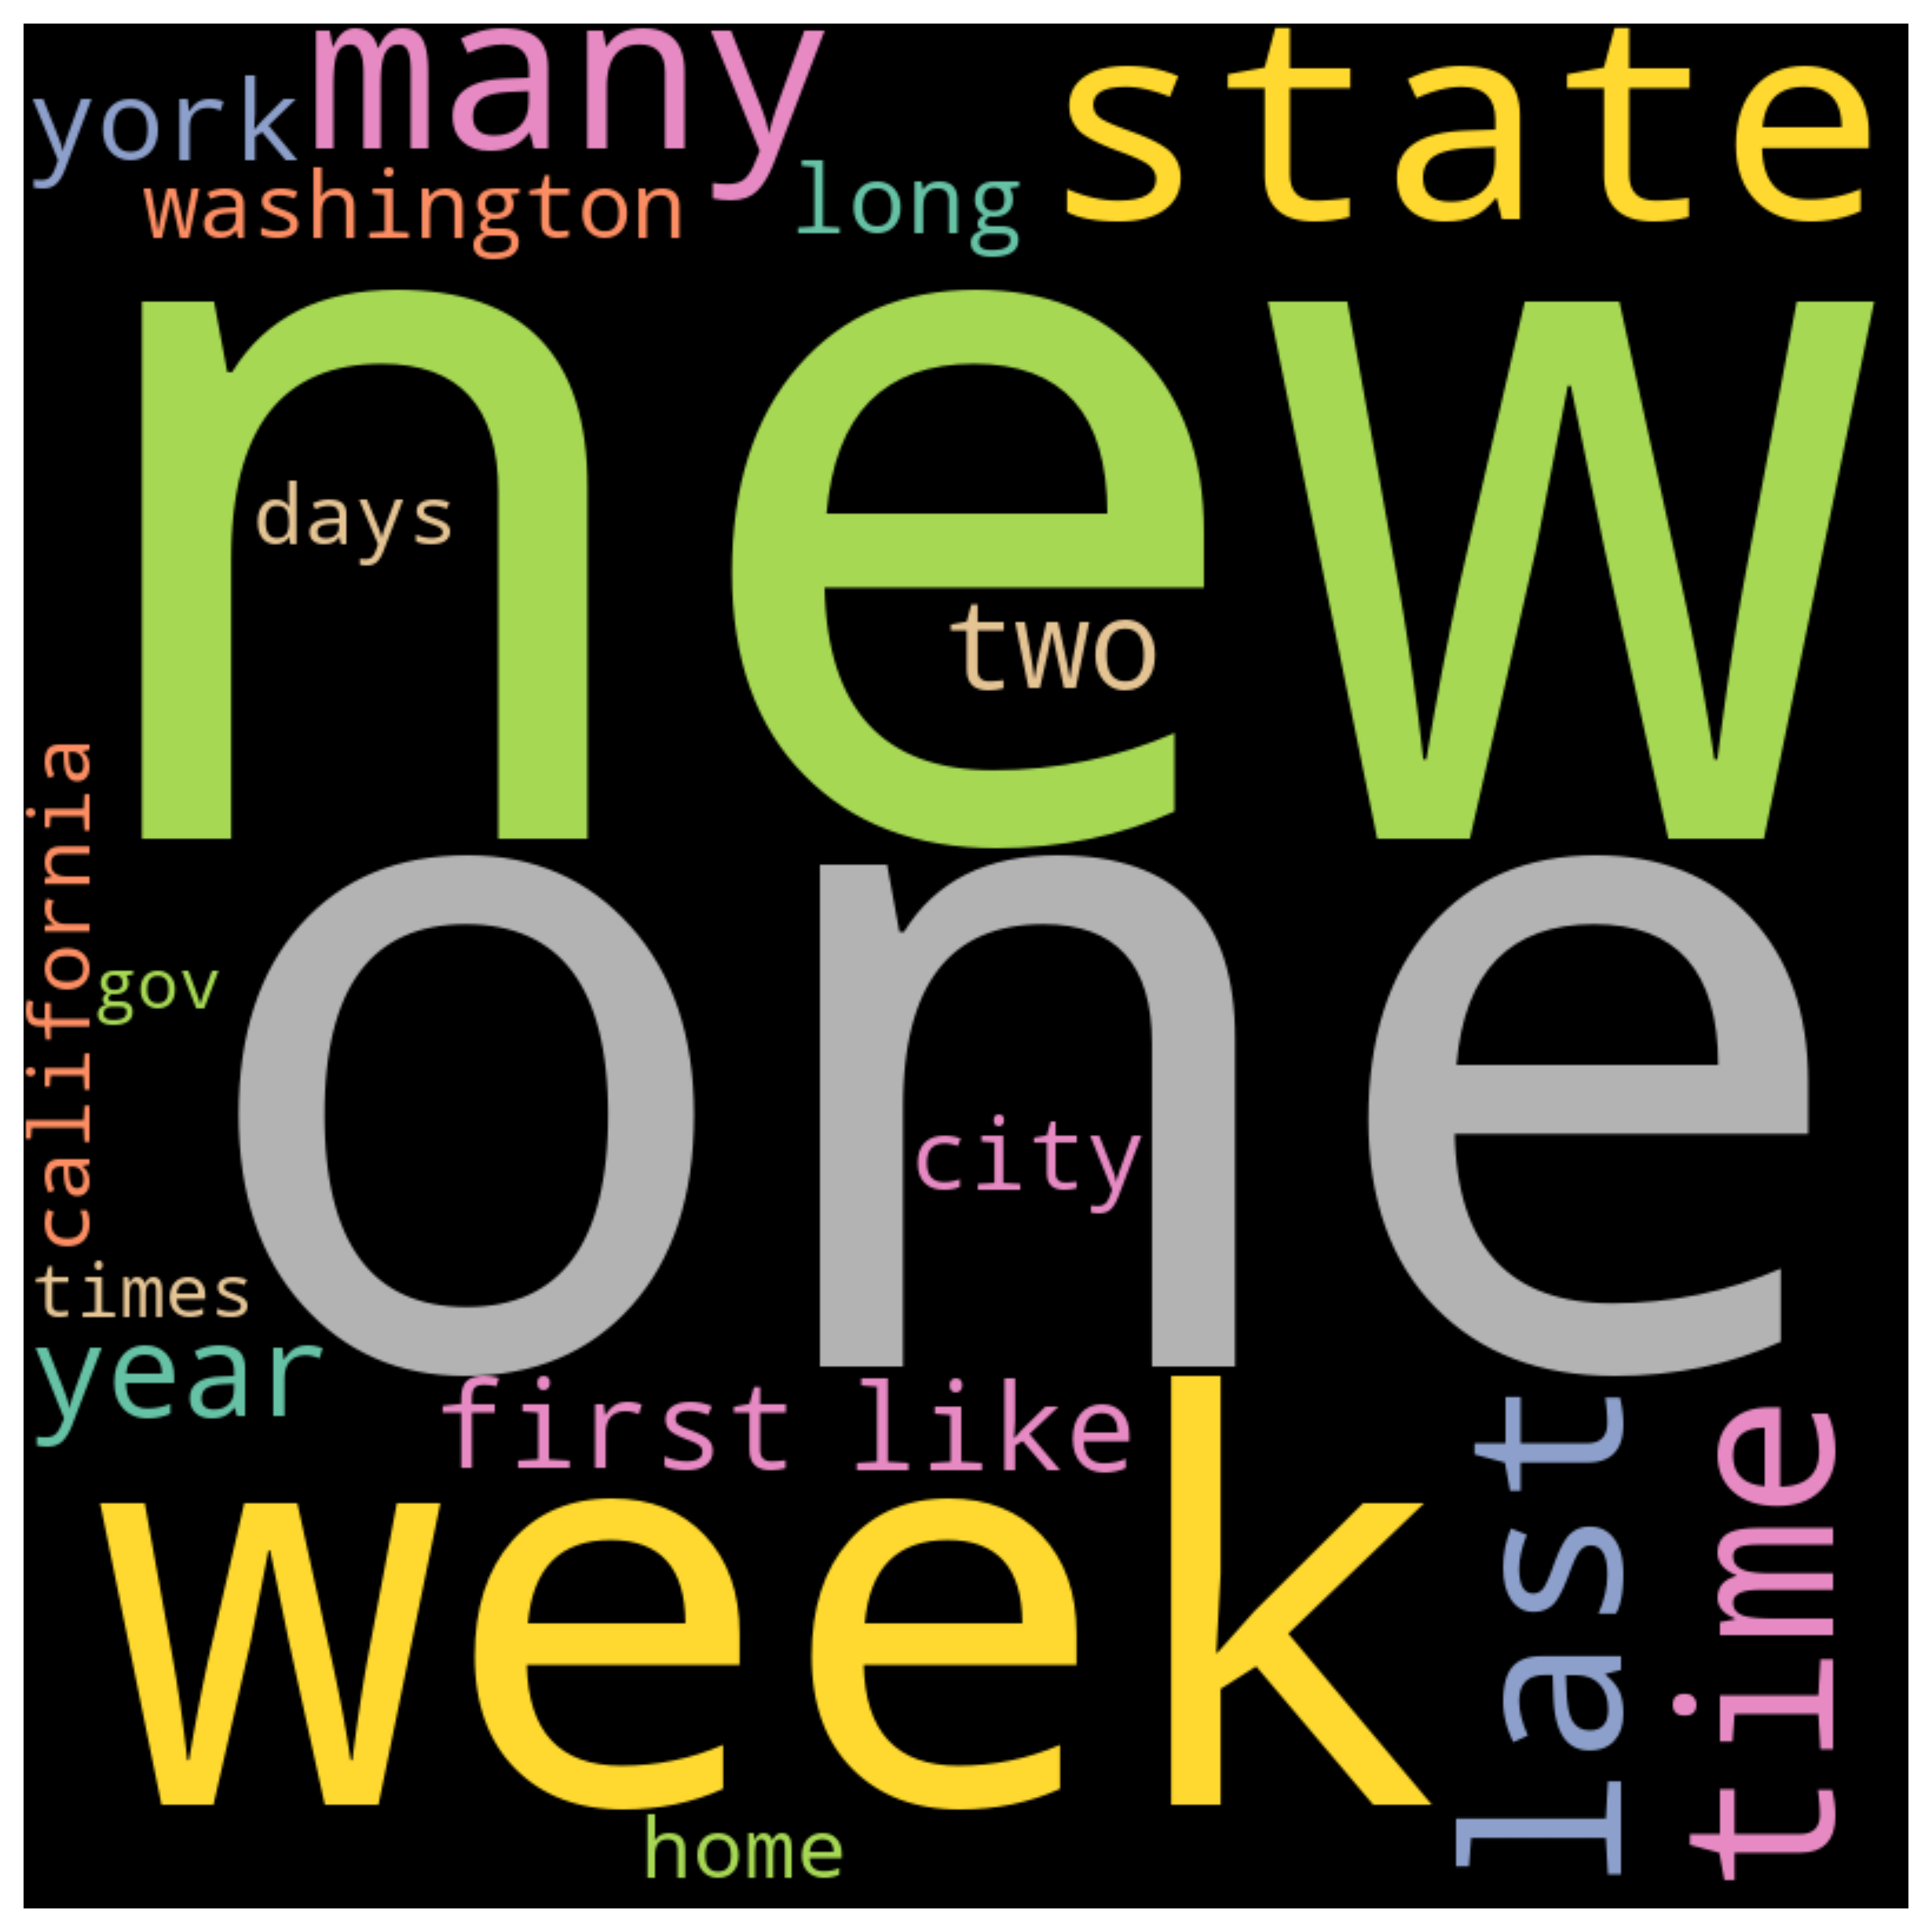 many
state
york
washington
long
new
days
two
california
one
gov
city
times
year
first
like
week
last
time
home